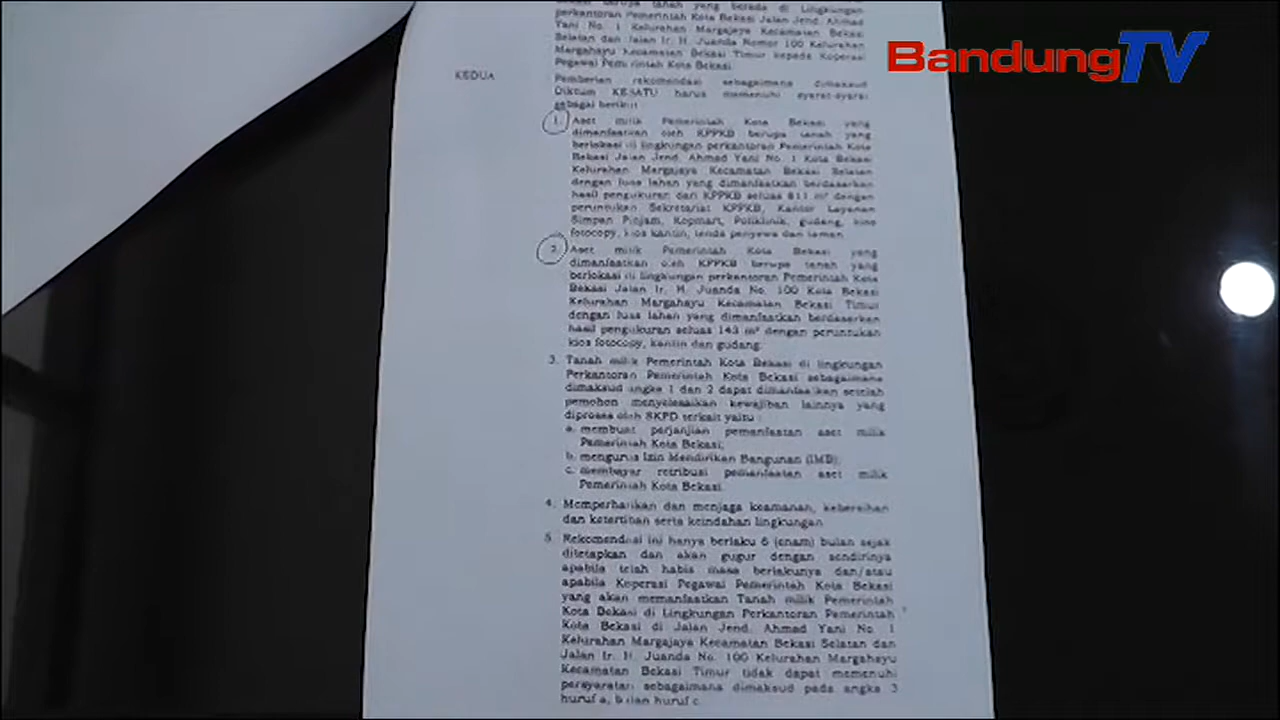 BandungTV
berupa tanah yang berada di Lingkungan
perkantoran Pemerintah Kota Bekasi Jalan Jend. Ahmad
Yani No. 1 Kelurahan Margajaya Kecamatan Bekasi
Selatan dan Jalan Ir. H. Juanda Nomor 100 Kelurahan
Margahayu Kecamatan Bekasi Timur kepada Koperasi
Pegawai Pemerintah Kota Bekasi.
KEDUA
Pemberian rekomendasi sebagaimana dimaksud
Diktum KESATU harus memenuhi syarat-syarat
sebagai berikut
1. Aset milik Pemerintah Kota Bekasi yang
dimanfaatkan oleh KPPKB berupa tanah yang
berlokasi di lingkungan perkantoran Pemerintah Kota
Bekasi Jalan Jend. Ahmad Yani No. 1 Kota Bekasi
Kelurahan Margajaya Kecamatan Bekasi Selatan
dengan luas lahan yang dimanfaatkan berdasarkan
hasil pengukuran dari KPPKB seluas 811 m² dengan
peruntukan Sekretariat KPPKB, Kantor Layanan
Simpan Pinjam, Kopmart, Poliklinik, gudang, kios
fotocopy, kios kantin, tenda penyewa dan taman.
2. Aset milik Pemerintah Kota Bekasi yang
dimanfaatkan oleh KPPKB berupa tanah yang
berlokasi di lingkungan perkantoran Pemerintah Kota
Bekasi Jalan Ir. H. Juanda No. 100 Kota Bekasi
Kelurahan Margahayu Kecamatan Bekasi Timur
dengan luas lahan yang dimanfaatkan berdasarkan
hasil pengukuran seluas 143 m² dengan peruntukan
kios fotocopy, kantin dan gudang.
3. Tanah milik Pemerintah Kota Bekasi di lingkungan
Perkantoran Pemerintah Kota Bekasi sebagaimana
dimaksud angka 1 dan 2 dapat dimanfaatkan setelah
pemohon menyelesaikan kewajiban lainnya yang
diproses oleh SKPD terkait yaitu :
a. membuat perjanjian pemanfaatan aset milik
Pemerintah Kota Bekasi;
b. mengurus Izin Mendirikan Bangunan (IMB);
c. membayar retribusi pemanfaatan aset milik
Pemerintah Kota Bekasi.
4. Memperhatikan dan menjaga keamanan, kebersihan
dan ketertiban serta keindahan lingkungan.
5. Rekomendasi ini hanya berlaku 6 (enam) bulan sejak
ditetapkan dan akan gugur dengan sendirinya
apabila telah habis masa berlakunya dan/atau
apabila Koperasi Pegawai Pemerintah Kota Bekasi
yang akan memanfaatkan Tanah milik Pemerintah
Kota Bekasi di Lingkungan Perkantoran Pemerintah
Kota Bekasi di Jalan Jend. Ahmad Yani No. 1
Kelurahan Margajaya Kecamatan Bekasi Selatan dan
Jalan Ir. H. Juanda No. 100 Kelurahan Margahayu
Kecamatan Bekasi Timur tidak dapat memenuhi
persyaratan sebagaimana dimaksud pada angka 3
huruf a, b dan huruf c.